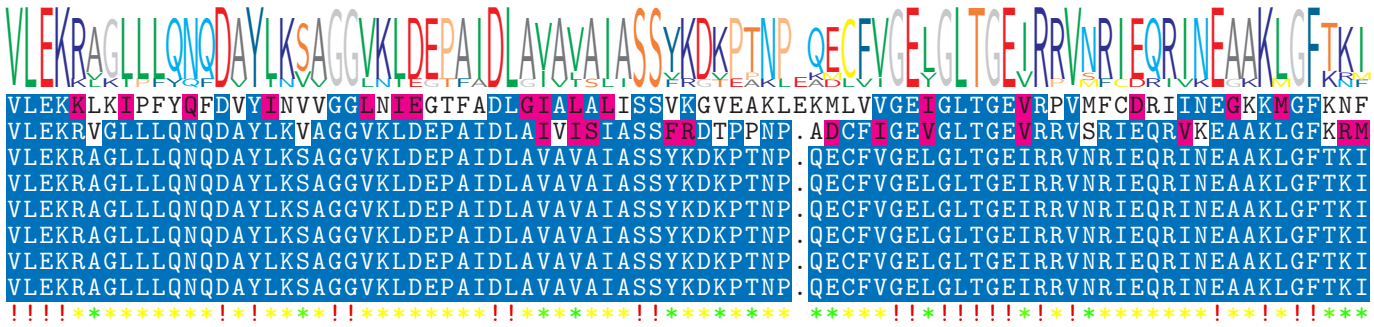 VLEKRAGLLLQNQDAYLKSAGGVKLDEPAIDLAVAVAIASSYKDKPTNP QECFVGELGLTGEIRRVNRIEQRINEAAKLGFTKI
VLEKKLKIPFYQFDVYINVVGGLNIEGTFADLGIALALISSVKGVEAKLEKMLVVGEIGLTGEVRPVMFCDRIINEGKKMGFKNF
VLEKRVGLLLQNQDAYLKVAGGVKLDEPAIDLAIVISIASSFRDTPPNP.ADCFIGEVGLTGEVRRVSRIEQRVKEAAKLGFKRM
VLEKRAGLLLQNQDAYLKSAGGVKLDEPAIDLAVAVAIASSYKDKPTNP.QECFVGELGLTGEIRRVNRIEQRINEAAKLGFTKI
VLEKRAGLLLQNQDAYLKSAGGVKLDEPAIDLAVAVAIASSYKDKPTNP.QECFVGELGLTGEIRRVNRIEQRINEAAKLGFTKI
VLEKRAGLLLQNQDAYLKSAGGVKLDEPAIDLAVAVAIASSYKDKPTNP.QECFVGELGLTGEIRRVNRIEQRINEAAKLGFTKI
VLEKRAGLLLQNQDAYLKSAGGVKLDEPAIDLAVAVAIASSYKDKPTNP.QECFVGELGLTGEIRRVNRIEQRINEAAKLGFTKI
VLEKRAGLLLQNQDAYLKSAGGVKLDEPAIDLAVAVAIASSYKDKPTNP.QECFVGELGLTGEIRRVNRIEQRINEAAKLGFTKI
VLEKRAGLLLQNQDAYLKSAGGVKLDEPAIDLAVAVAIASSYKDKPTNP.QECFVGELGLTGEIRRVNRIEQRINEAAKLGFTKI
!!!!*********!*!****!!********!!*******!!******** *****!!*!!!!!*!*!********!**!*!!***